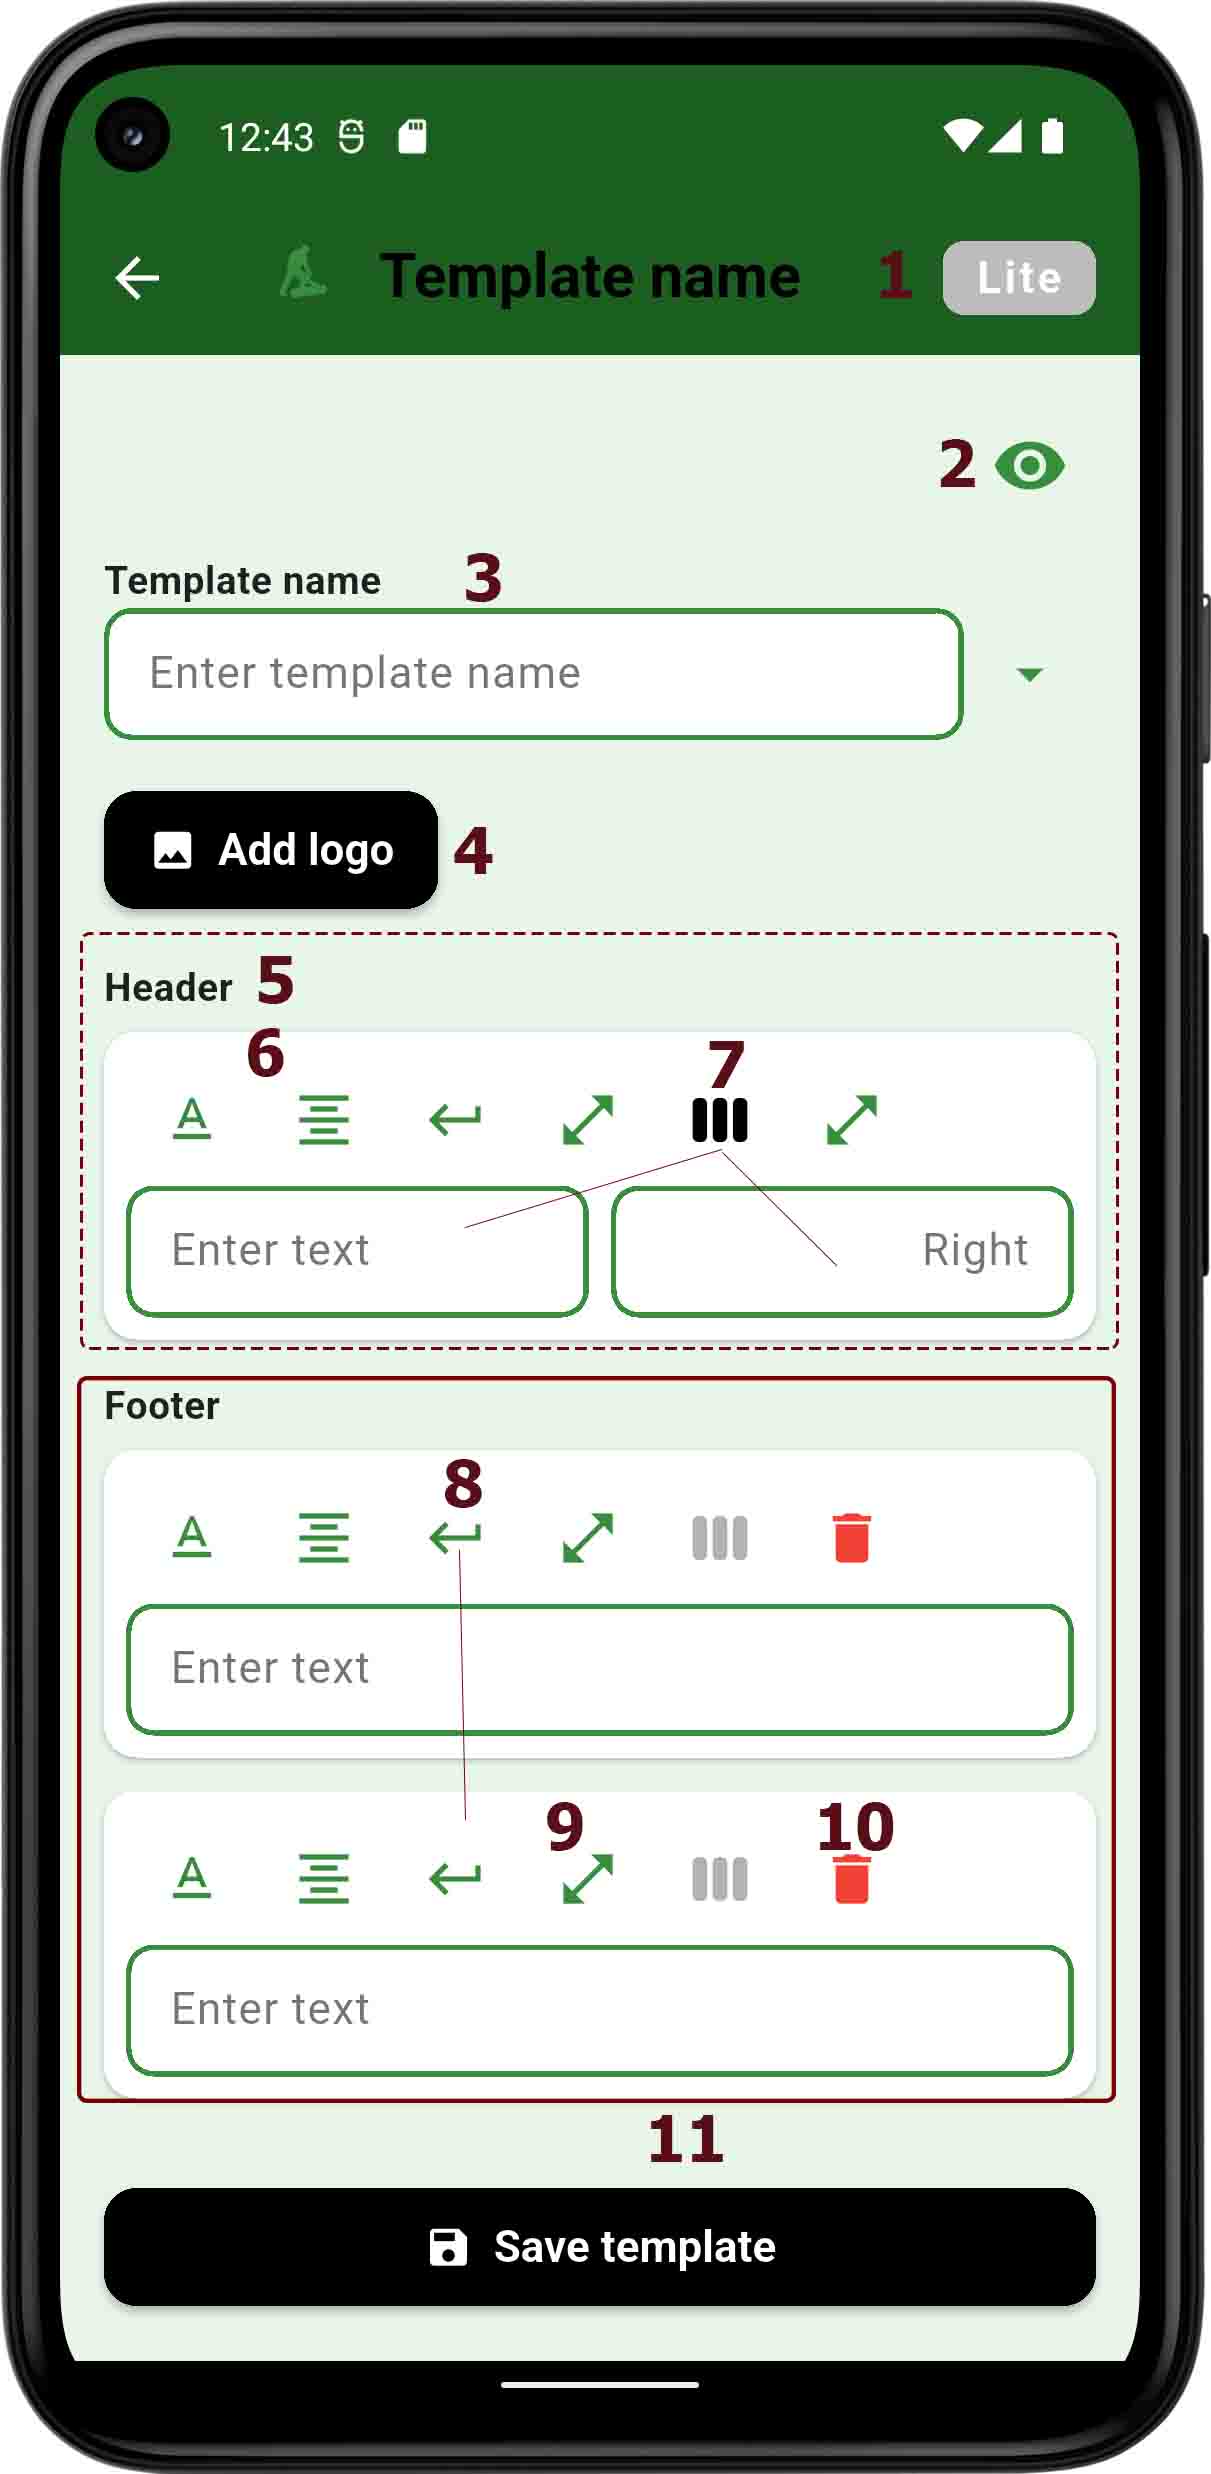 12:43
Template name 1 Lite
2
Template name 3
Enter template name
Add logo 4
Header 5
6 7
A
Enter text Right
Footer
8
A
Enter text
9 10
A
Enter text
11
Save template